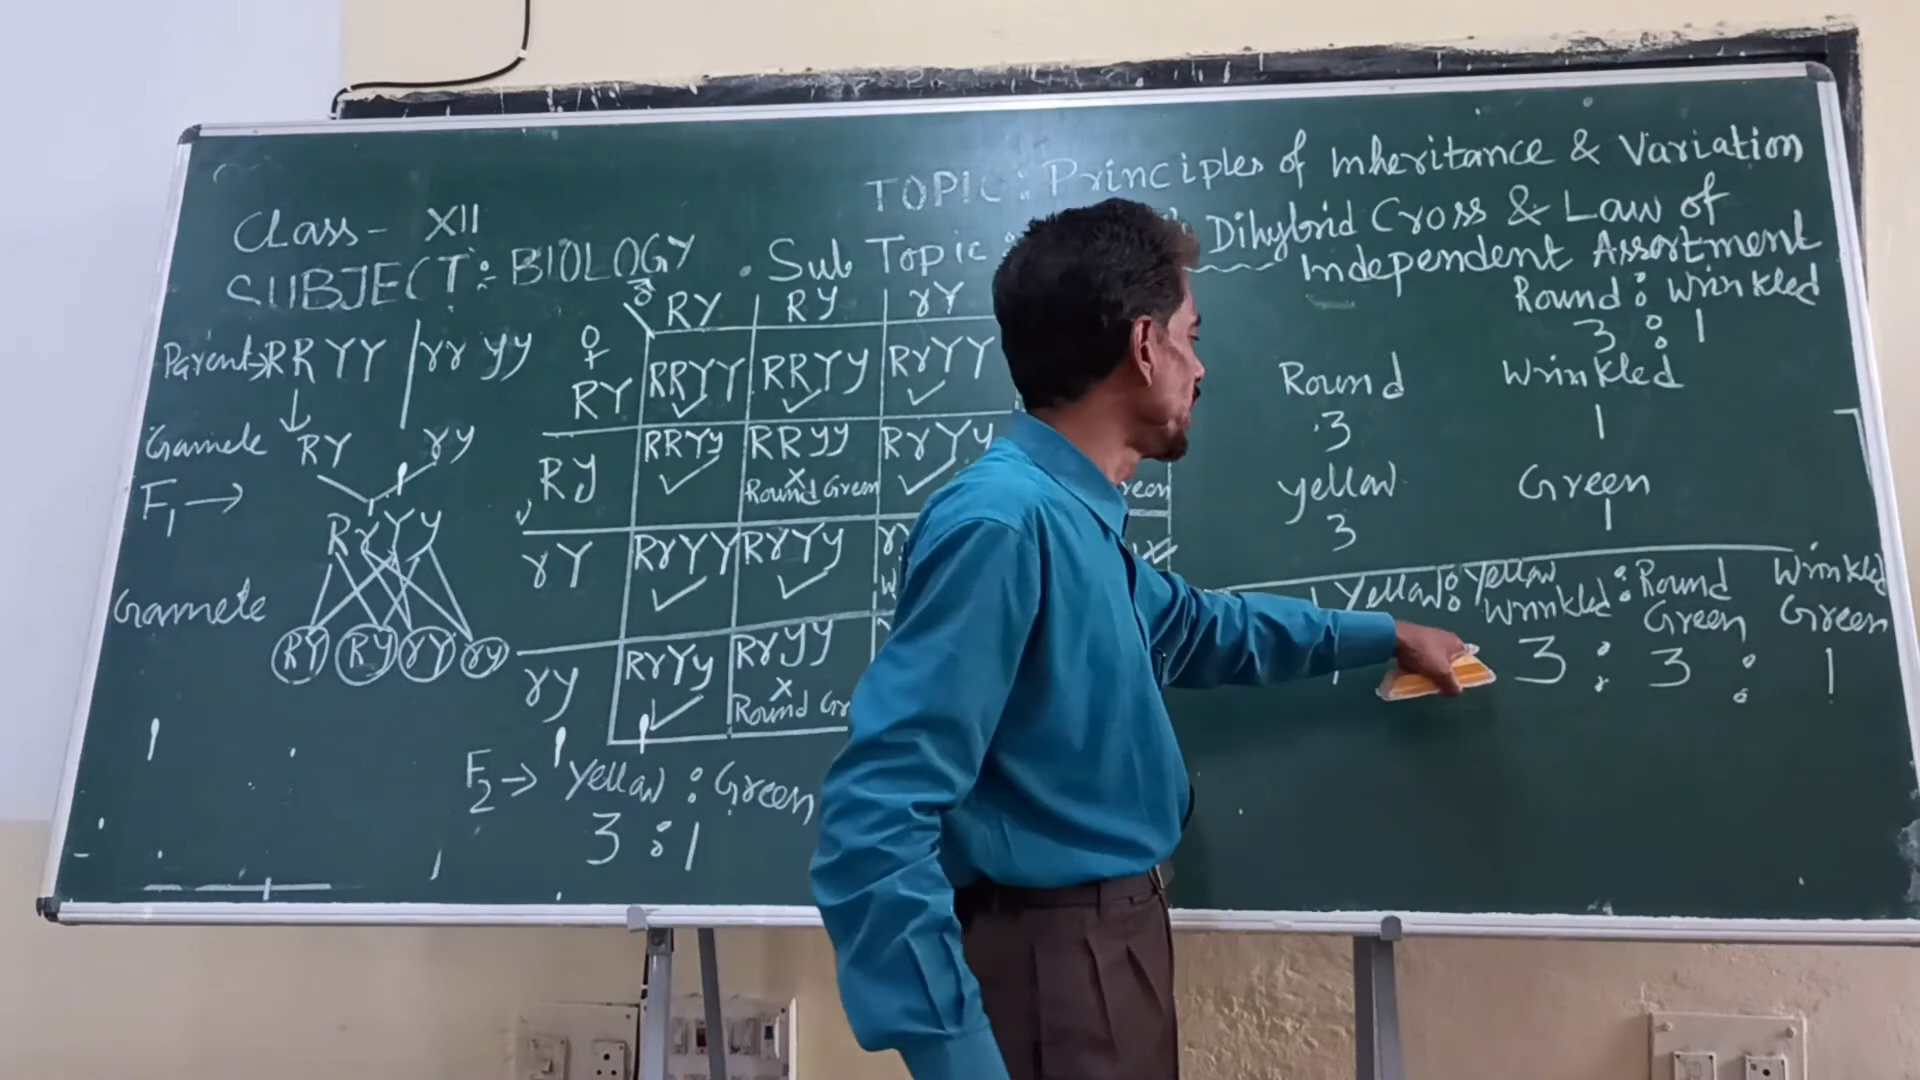 TOPIC: Principles of Inheritance & Variation
Class- XII
SUBJECT: BIOLOGY
Sub Topic: Dihybrid Cross & Law of
Independent Assortment
Parent→RRYY | rr yy
Gamete RY ry
F1→
RrYy
Gamete
RY Ry rY ry
♀ ♂ RY Ry rY
RY RRYY RRYy RrYY
Ry RRYy RRyy RrYy
Round Green
rY RrYY RrYy
ry RrYy Rryy
Round
F2→ Yellow : Green
3 : 1
Round : Wrinkled
3 : 1
Round Wrinkled
3 1
yellow Green
3 1
Yellow : Yellow Wrinkled : Round Green Wrinkled Green
3 : 3 : 1